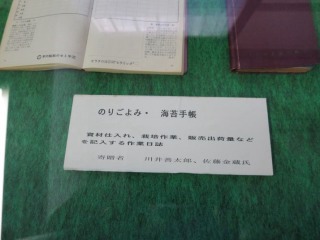 のりごよみ・ 海苔手帳
資材仕入れ、栽培作業、販売出荷量など
を記入する作業日誌
寄贈者 川井喜太郎、佐藤金蔵氏